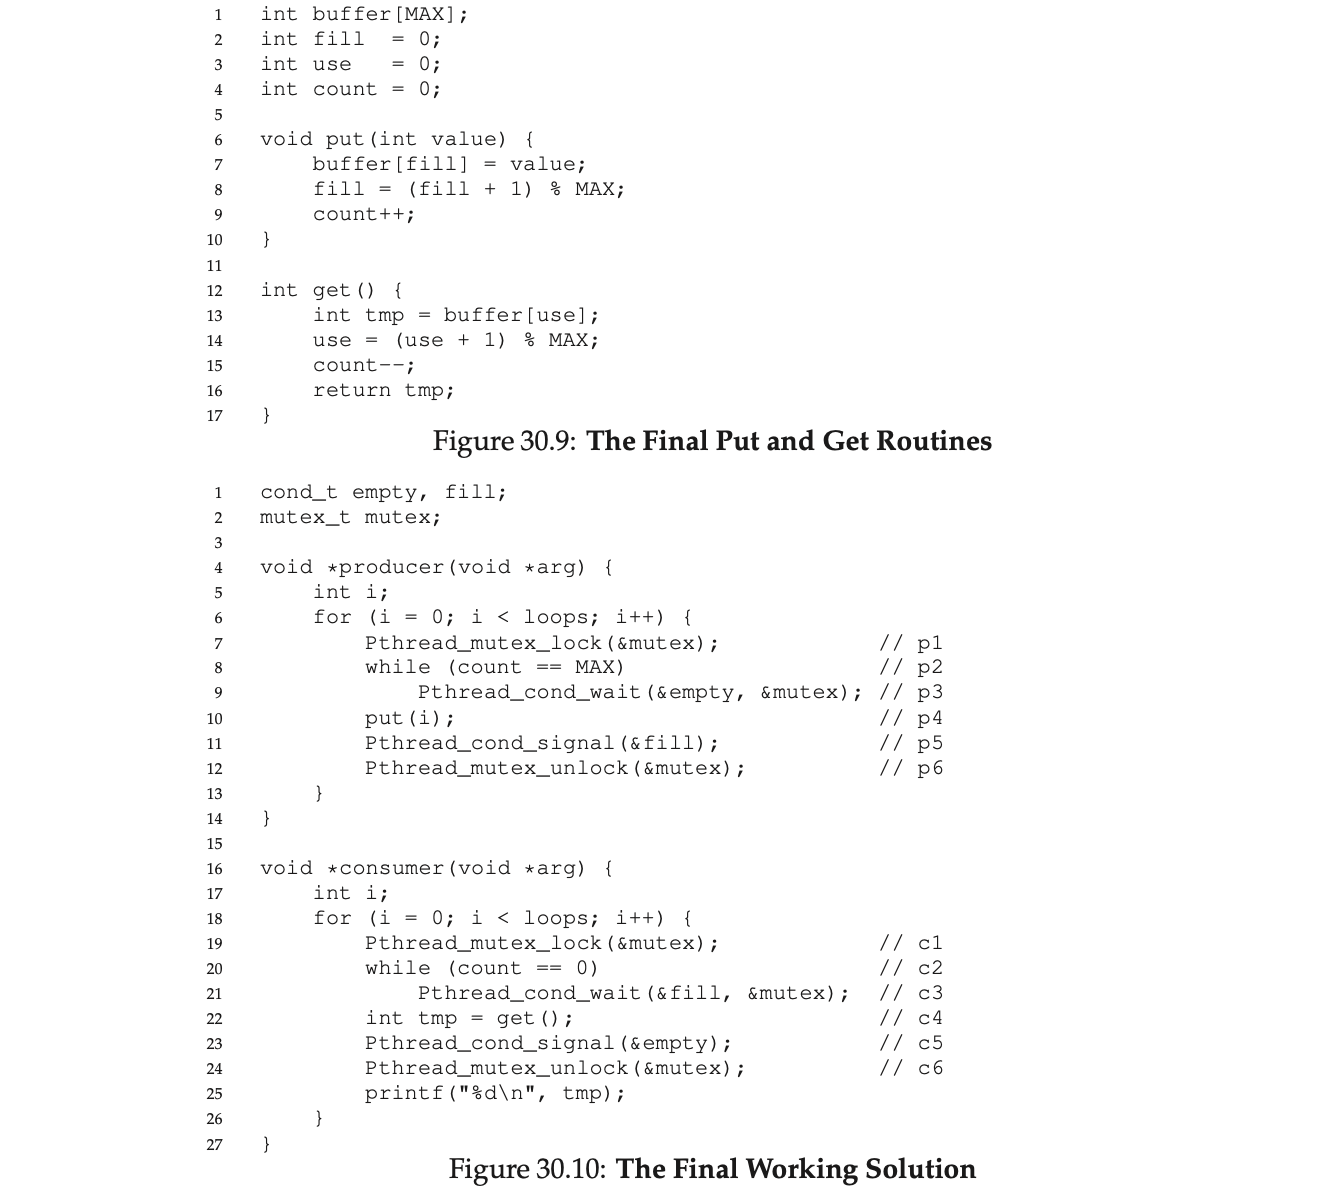 1 int buffer[MAX];
2 int fill = 0;
3 int use = 0;
4 int count = 0;
5
6 void put(int value) {
7 buffer[fill] = value;
8 fill = (fill + 1) % MAX;
9 count++;
10 }
11
12 int get() {
13 int tmp = buffer[use];
14 use = (use + 1) % MAX;
15 count--;
16 return tmp;
17 }
Figure 30.9: The Final Put and Get Routines
1 cond_t empty, fill;
2 mutex_t mutex;
3
4 void *producer(void *arg) {
5 int i;
6 for (i = 0; i < loops; i++) {
7 Pthread_mutex_lock(&mutex); // p1
8 while (count == MAX) // p2
9 Pthread_cond_wait(&empty, &mutex); // p3
10 put(i); // p4
11 Pthread_cond_signal(&fill); // p5
12 Pthread_mutex_unlock(&mutex); // p6
13 }
14 }
15
16 void *consumer(void *arg) {
17 int i;
18 for (i = 0; i < loops; i++) {
19 Pthread_mutex_lock(&mutex); // c1
20 while (count == 0) // c2
21 Pthread_cond_wait(&fill, &mutex); // c3
22 int tmp = get(); // c4
23 Pthread_cond_signal(&empty); // c5
24 Pthread_mutex_unlock(&mutex); // c6
25 printf("%d\n", tmp);
26 }
27 }
Figure 30.10: The Final Working Solution